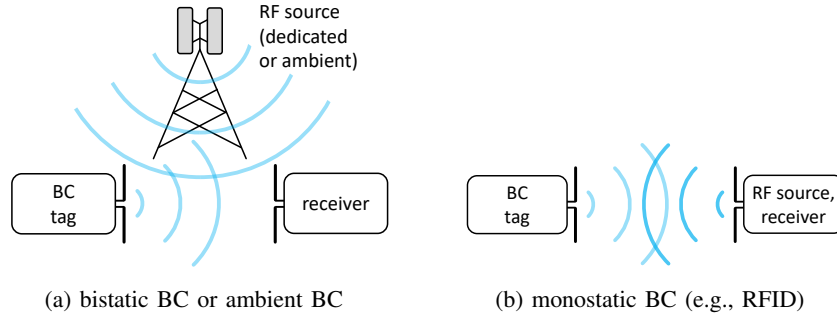 RF source
(dedicated
or ambient)
BC
tag
receiver
BC
tag
RF source,
receiver
(a) bistatic BC or ambient BC
(b) monostatic BC (e.g., RFID)